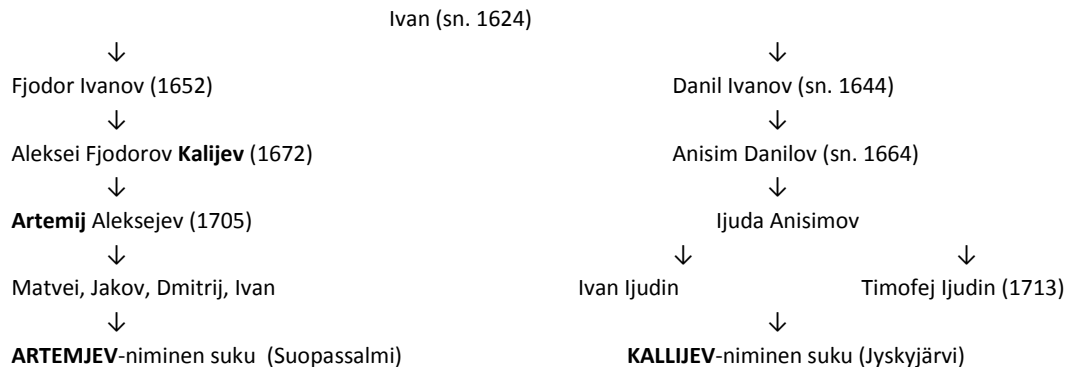 Ivan (sn. 1624)
↓ ↓
Fjodor Ivanov (1652) Danil Ivanov (sn. 1644)
↓ ↓
Aleksei Fjodorov Kalijev (1672) Anisim Danilov (sn. 1664)
↓ ↓
Artemij Aleksejev (1705) Ijuda Anisimov
↓ ↓ ↓
Matvei, Jakov, Dmitrij, Ivan Ivan Ijudin Timofej Ijudin (1713)
↓ ↓
ARTEMJEV-niminen suku (Suopassalmi) KALLIJEV-niminen suku (Jyskyjärvi)